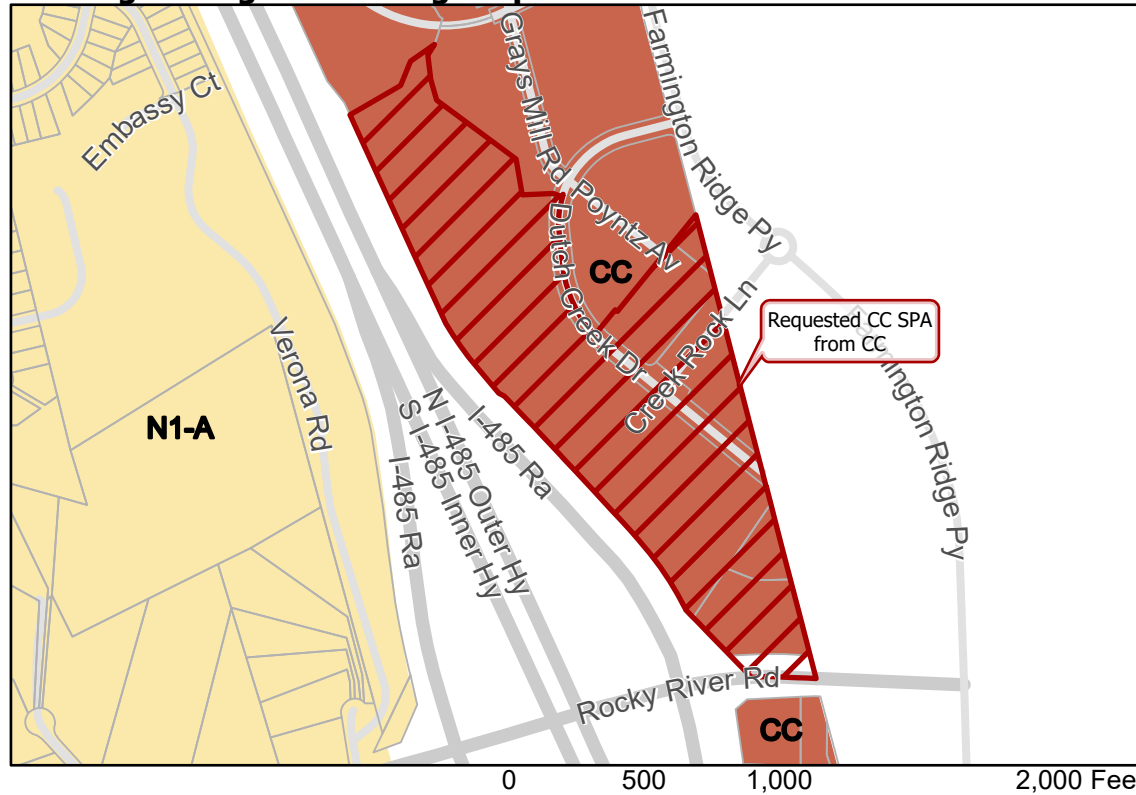 Embassy Ct
Grays Mill Rd
Farmington Ridge Py
Poyntz Av
Dutch Creek Dr
CC
Creek Rock Ln
Requested CC SPA
from CC
Farmington Ridge Py
Verona Rd
N1-A
I-485 Ra
S I-485 Inner Hy
N I-485 Outer Hy
I-485 Ra
Rocky River Rd
CC
0 500 1,000 2,000 Fee